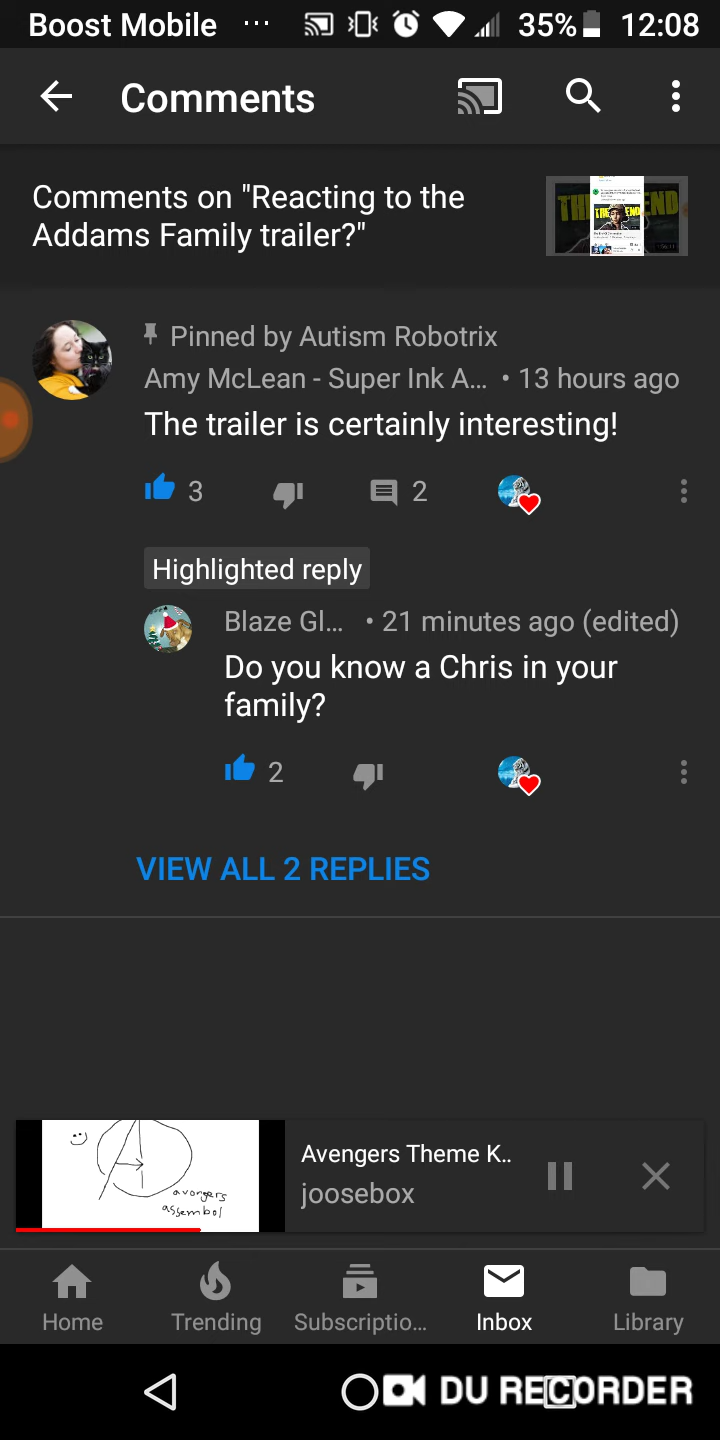 Boost Mobile ... 35% 12:08
Comments
Comments on "Reacting to the
Addams Family trailer?"
THE END
Pinned by Autism Robotrix
Amy McLean - Super Ink A... • 13 hours ago
The trailer is certainly interesting!
3 2
Highlighted reply
Blaze Gl... • 21 minutes ago (edited)
Do you know a Chris in your
family?
2
VIEW ALL 2 REPLIES
avorgers
assembol
Avengers Theme K..
joosebox
Home Trending Subscriptio... Inbox Library
DU RECORDER